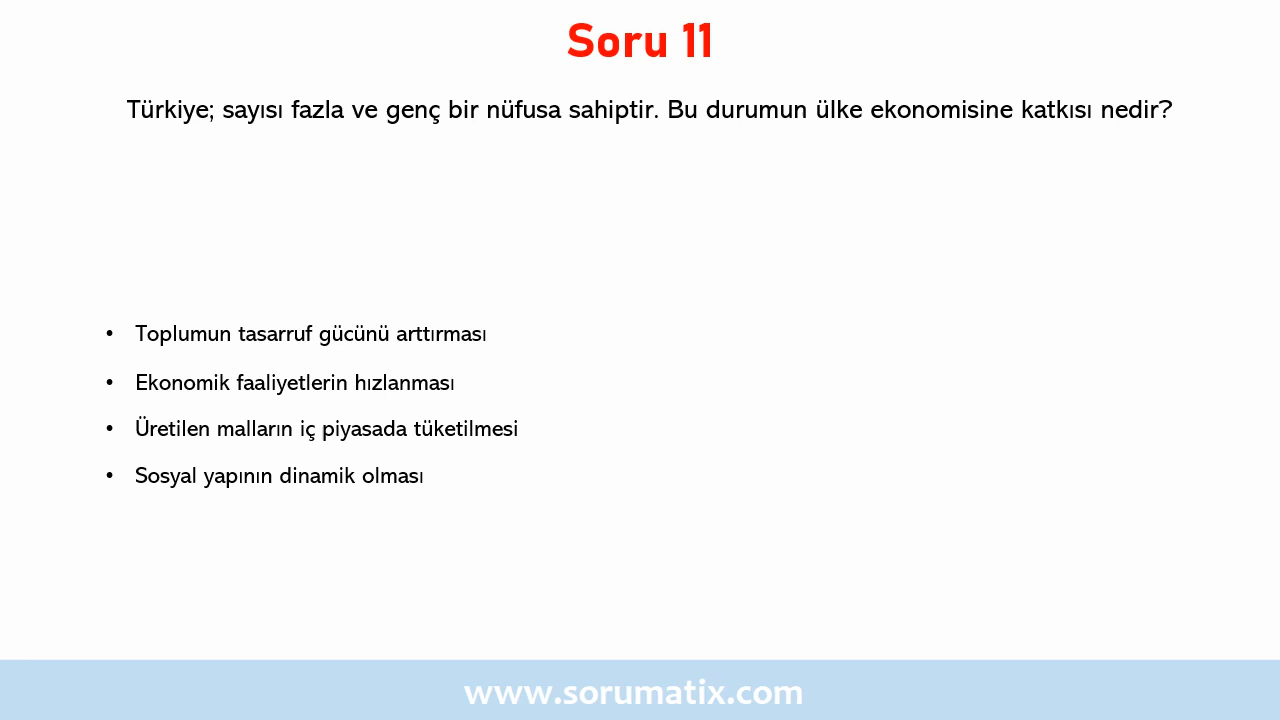 Soru 11
Türkiye; sayısı fazla ve genç bir nüfusa sahiptir. Bu durumun ülke ekonomisine katkısı nedir?
• Toplumun tasarruf gücünü arttırması
• Ekonomik faaliyetlerin hızlanması
• Üretilen malların iç piyasada tüketilmesi
• Sosyal yapının dinamik olması
www.sorumatix.com